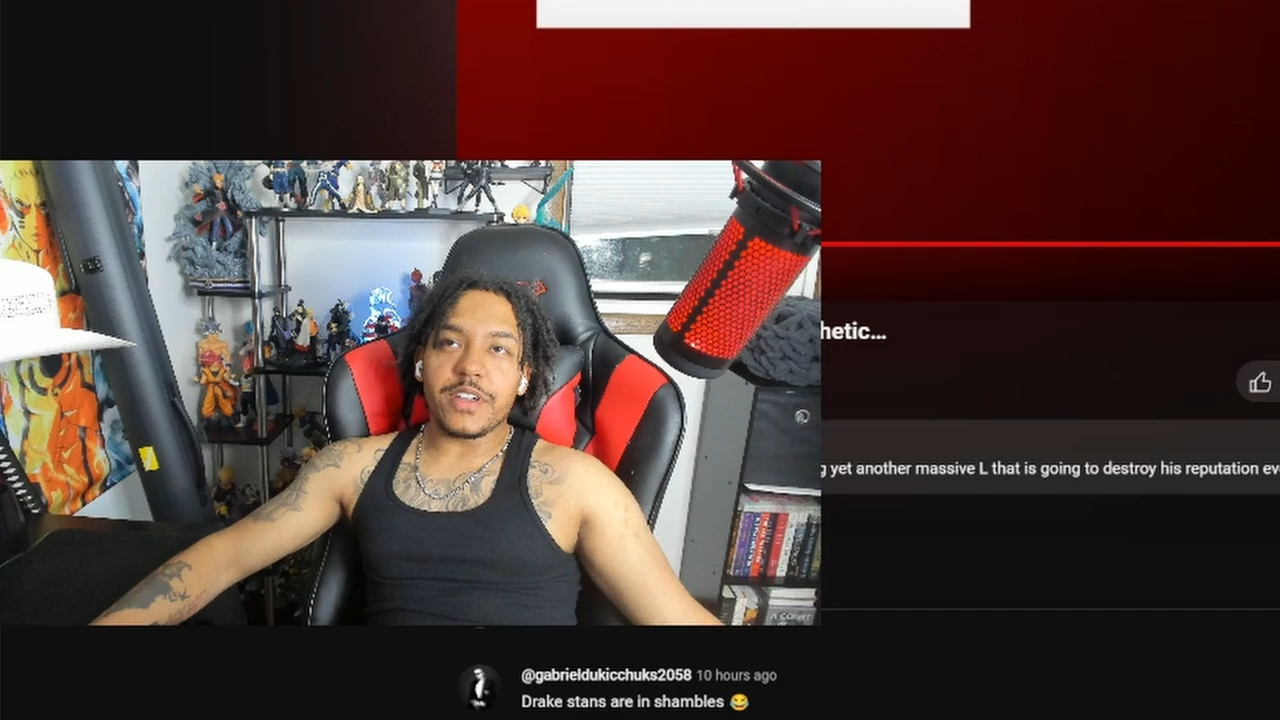 hetic...
g yet another massive L that is going to destroy his reputation ev
@gabrieldukicchuks2058 10 hours ago
Drake stans are in shambles 😂